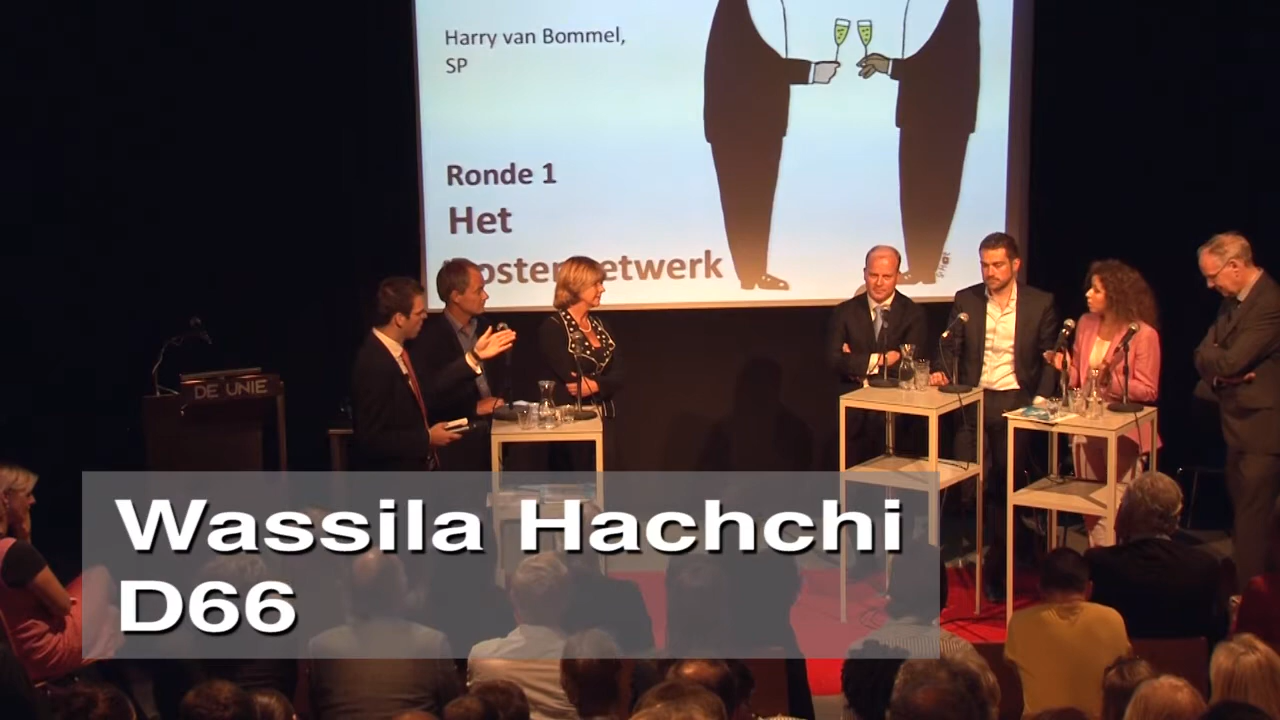 Harry van Bommel,
SP
Ronde 1
Het
DE UNIE
Wassila Hachchi
D66